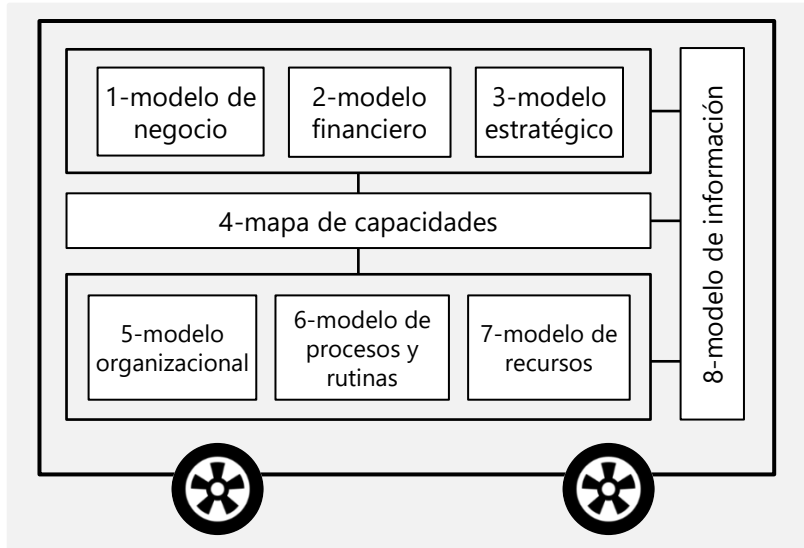 1-modelo de
negocio
2-modelo
financiero
3-modelo
estratégico
4-mapa de capacidades
5-modelo
organizacional
6-modelo de
procesos y
rutinas
7-modelo de
recursos
8-modelo de información